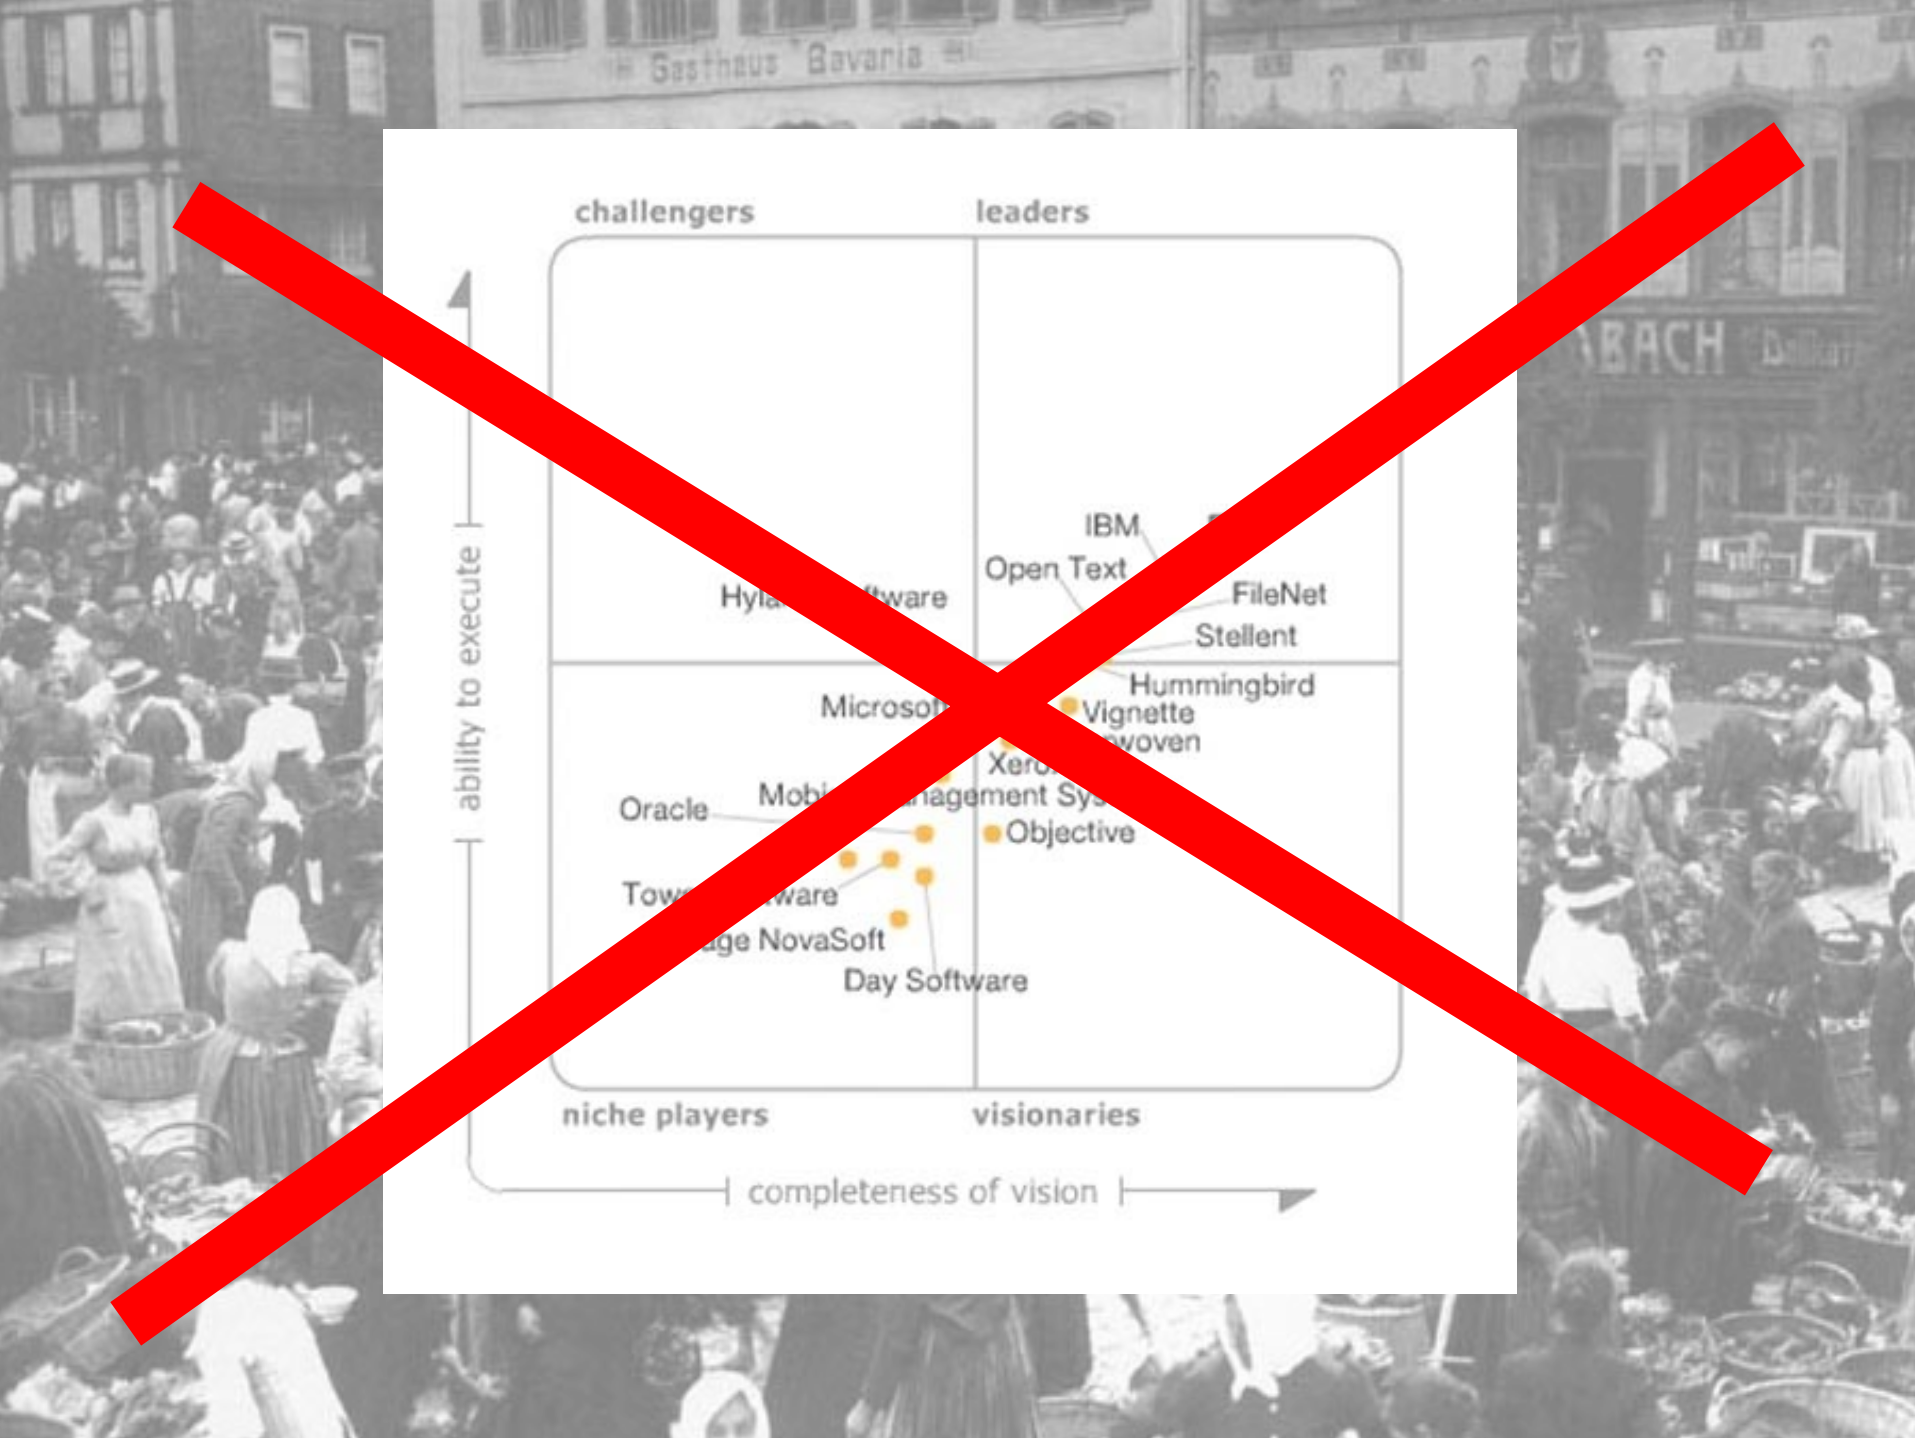 Gasthaus Bavaria
BACH
challengers
leaders
IBM
Open Text
FileNet
Stellent
Hummingbird
Microsoft
Vignette
Oracle
Objective
NovaSoft
Day Software
niche players
visionaries
ability to execute
completeness of vision